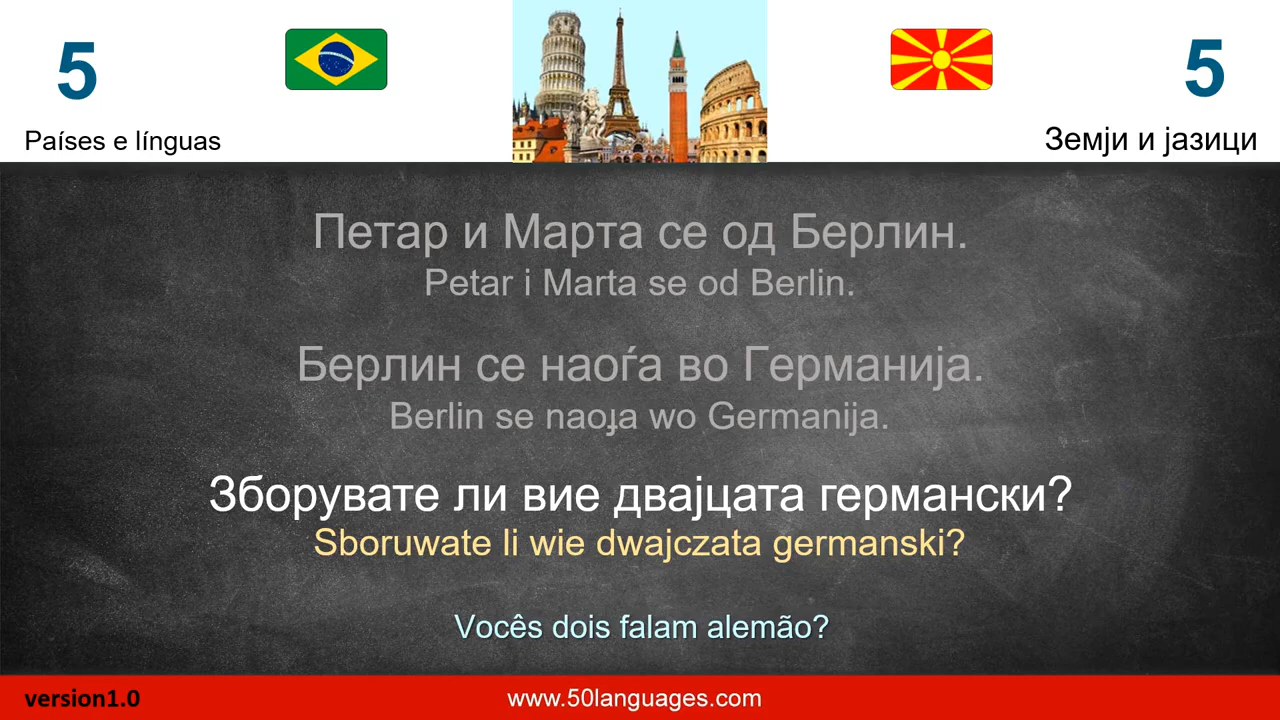 5
5
Países e línguas
Земји и јазици
Петар и Марта се од Берлин.
Petar i Marta se od Berlin.
Берлин се наоѓа во Германија.
Berlin se naoɟa wo Germanija.
Зборувате ли вие двајцата германски?
Sboruwate li wie dwajczata germanski?
Vocês dois falam alemão?
version1.0
www.50languages.com